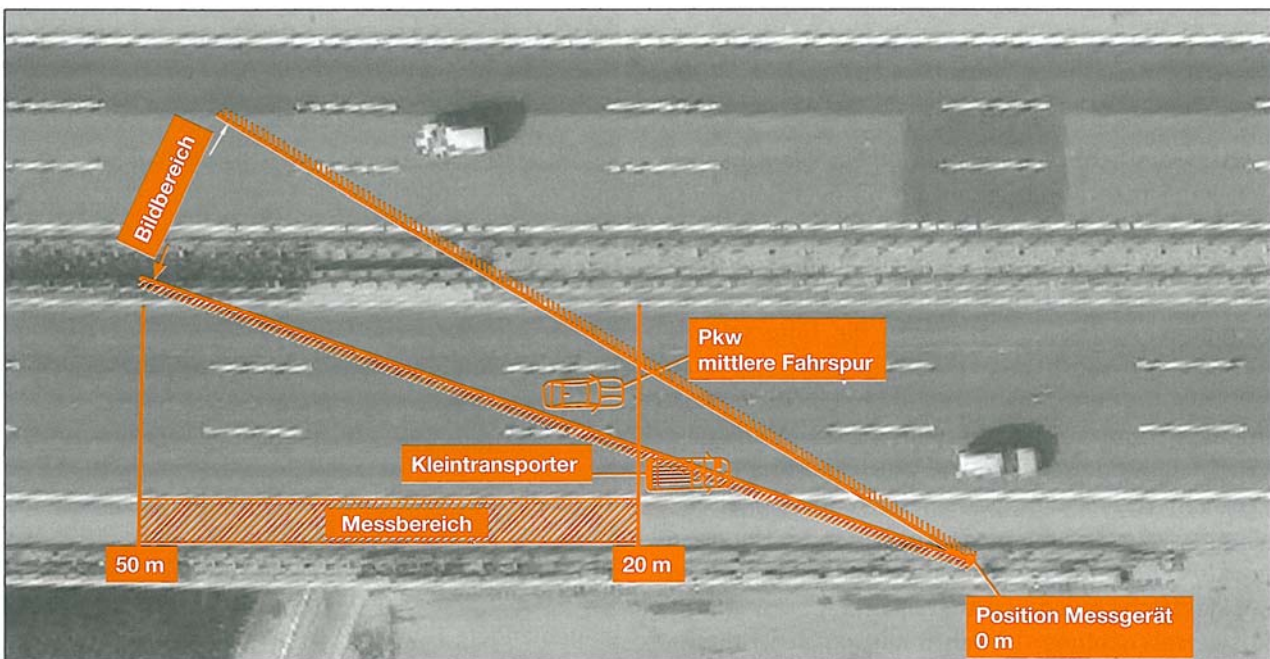 Bildbereich
Pkw
mittlere Fahrspur
Kleintransporter
Messbereich
50 m
20 m
Position Messgerät
0 m